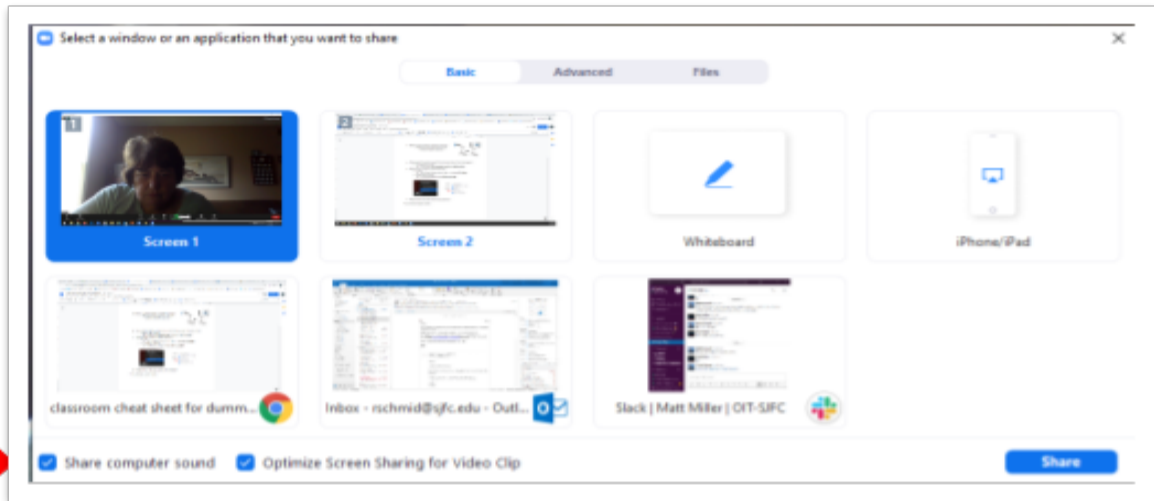 Select a window or an application that you want to share
Basic Advanced Files
1
2
Screen 1 Screen 2 Whiteboard iPhone/iPad
classroom cheat sheet for dumm... Inbox - rschmid@sjfc.edu - Outl... Slack | Matt Miller | OIT-SJFC
Share computer sound Optimize Screen Sharing for Video Clip Share